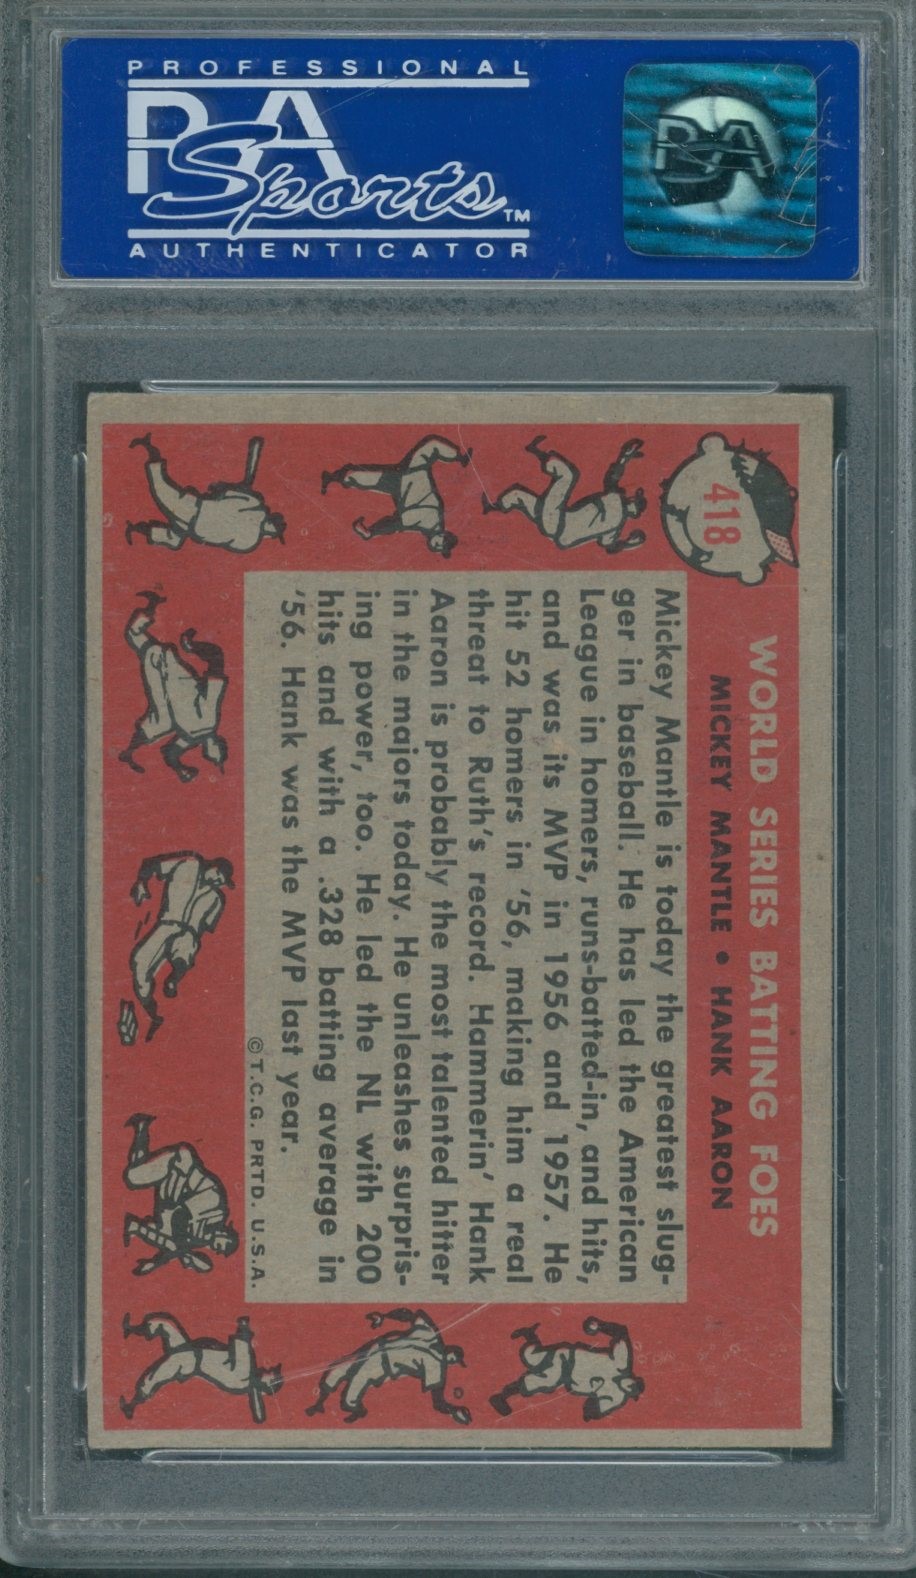 PROFESSIONAL
PSA
Sports™
AUTHENTICATOR
PSA
418
WORLD SERIES BATTING FOES
MICKEY MANTLE • HANK AARON
Mickey Mantle is today the greatest slug-
ger in baseball. He has led the American
League in homers, runs-batted-in, and hits,
and was its MVP in 1956 and 1957. He
hit 52 homers in '56, making him a real
threat to Ruth's record. Hammerin' Hank
Aaron is probably the most talented hitter
in the majors today. He unleashes surpris-
ing power, too. He led the NL with 200
hits and with a .328 batting average in
'56. Hank was the MVP last year.
©T.C.G. PRTD. U.S.A.